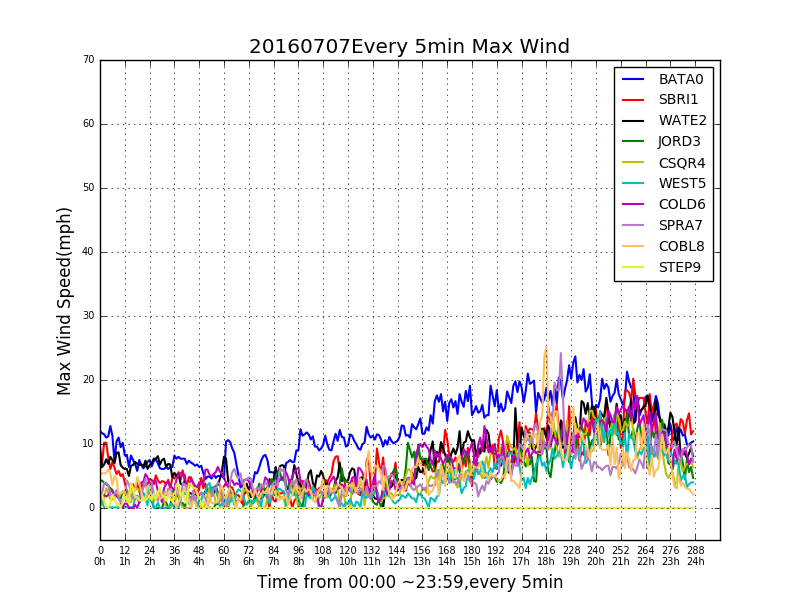 20160707Every 5min Max Wind
Max Wind Speed(mph)
70
60
50
40
30
20
10
0
BATA0
SBRI1
WATE2
JORD3
CSQR4
WEST5
COLD6
SPRA7
COBL8
STEP9
0 12 24 36 48 60 72 84 96 108 120 132 144 156 168 180 192 204 216 228 240 252 264 276 288
0h 1h 2h 3h 4h 5h 6h 7h 8h 9h 10h 11h 12h 13h 14h 15h 16h 17h 18h 19h 20h 21h 22h 23h 24h
Time from 00:00 ~23:59,every 5min